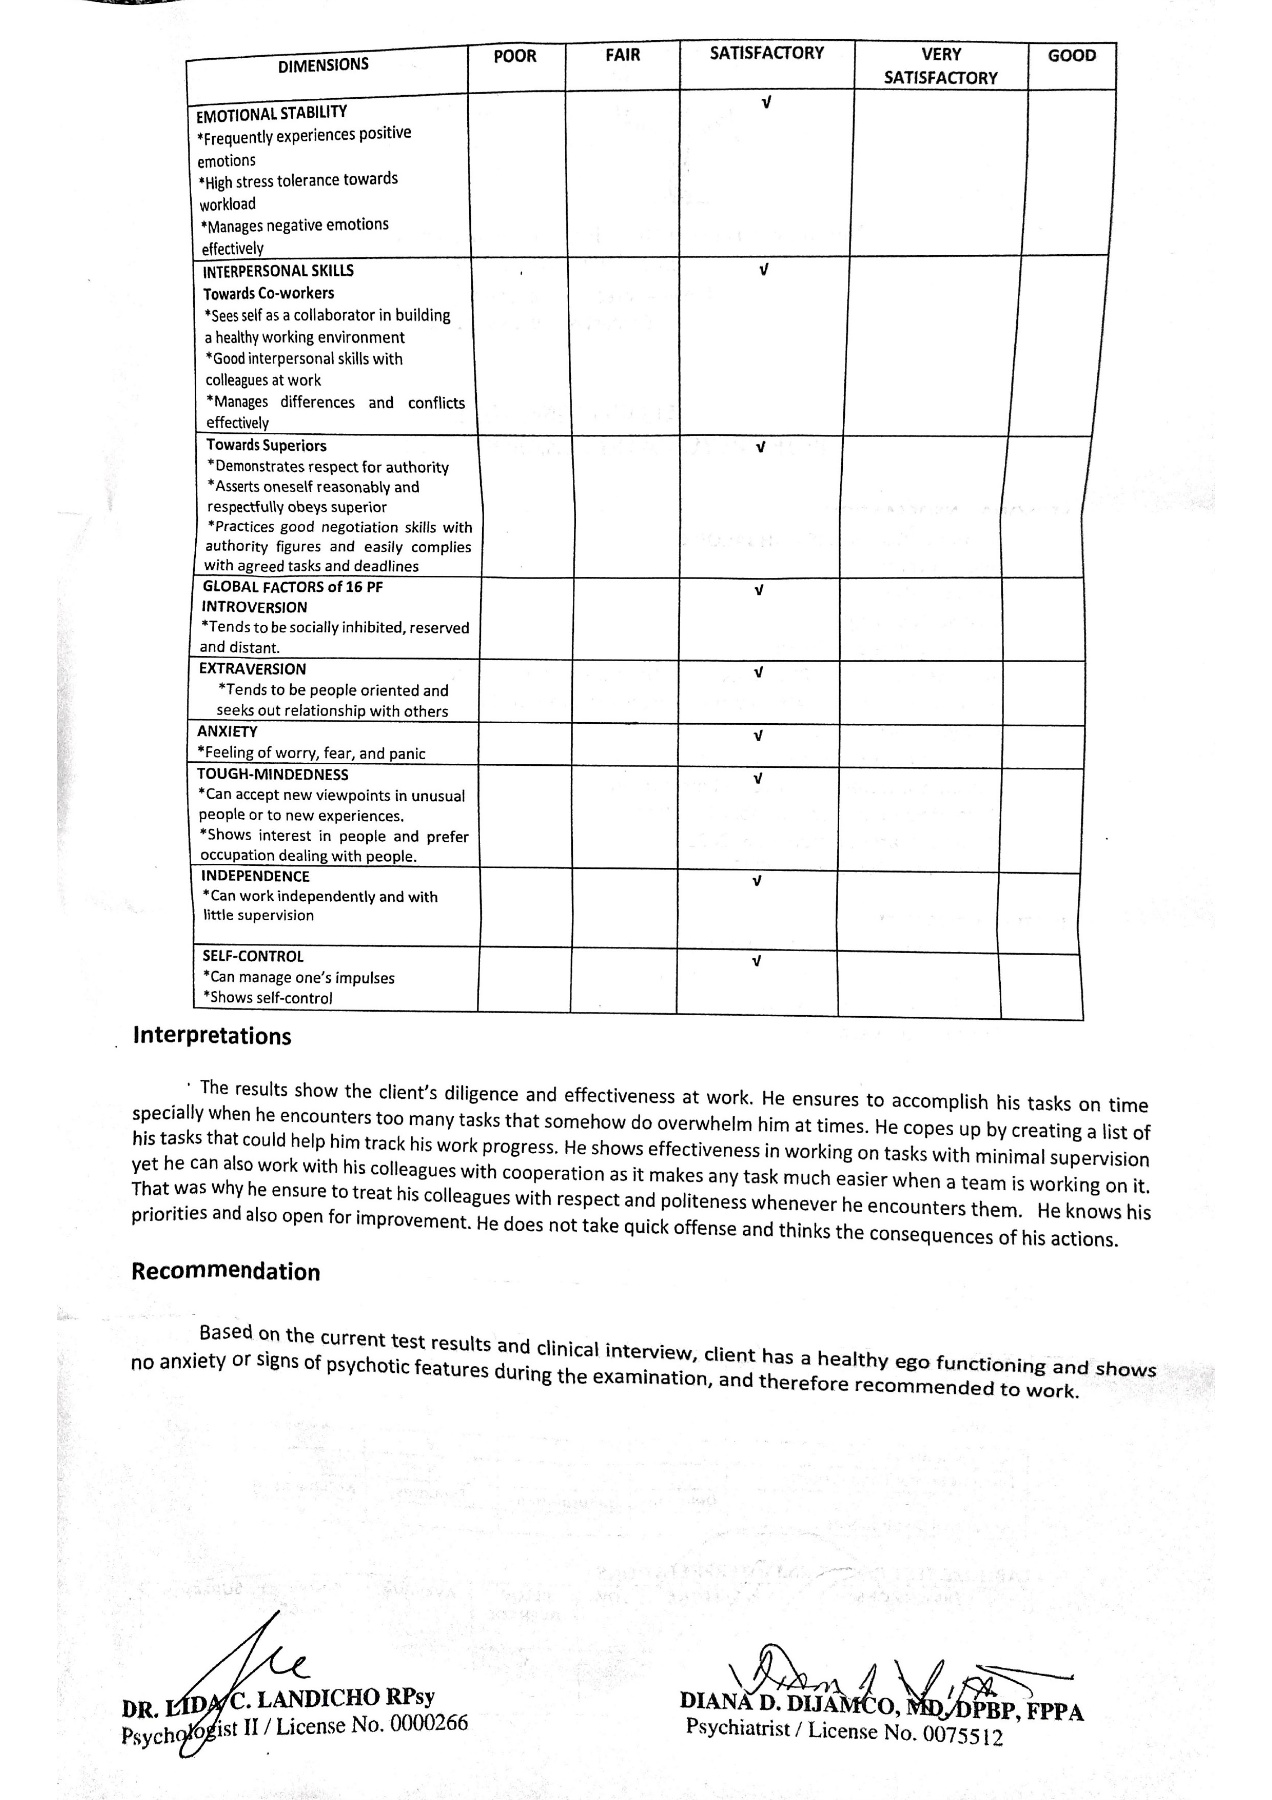 DIMENSIONS POOR FAIR SATISFACTORY VERY SATISFACTORY GOOD
EMOTIONAL STABILITY √
*Frequently experiences positive
emotions
*High stress tolerance towards
workload
*Manages negative emotions
effectively
INTERPERSONAL SKILLS √
Towards Co-workers
*Sees self as a collaborator in building
a healthy working environment
*Good interpersonal skills with
colleagues at work
*Manages differences and conflicts
effectively
Towards Superiors √
*Demonstrates respect for authority
*Asserts oneself reasonably and
respectfully obeys superior
*Practices good negotiation skills with
authority figures and easily complies
with agreed tasks and deadlines
GLOBAL FACTORS of 16 PF √
INTROVERSION
*Tends to be socially inhibited, reserved
and distant.
EXTRAVERSION √
*Tends to be people oriented and
seeks out relationship with others
ANXIETY √
*Feeling of worry, fear, and panic
TOUGH-MINDEDNESS √
*Can accept new viewpoints in unusual
people or to new experiences.
*Shows interest in people and prefer
occupation dealing with people.
INDEPENDENCE √
*Can work independently and with
little supervision
SELF-CONTROL √
*Can manage one's impulses
*Shows self-control
Interpretations
The results show the client's diligence and effectiveness at work. He ensures to accomplish his tasks on time
specially when he encounters too many tasks that somehow do overwhelm him at times. He copes up by creating a list of
his tasks that could help him track his work progress. He shows effectiveness in working on tasks with minimal supervision
yet he can also work with his colleagues with cooperation as it makes any task much easier when a team is working on it.
That was why he ensure to treat his colleagues with respect and politeness whenever he encounters them. He knows his
priorities and also open for improvement. He does not take quick offense and thinks the consequences of his actions.
Recommendation
Based on the current test results and clinical interview, client has a healthy ego functioning and shows
no anxiety or signs of psychotic features during the examination, and therefore recommended to work.
DR. LIDA C. LANDICHO RPsy
Psychologist II / License No. 0000266
DIANA D. DIJAMCO, MD, DPBP, FPPA
Psychiatrist / License No. 0075512